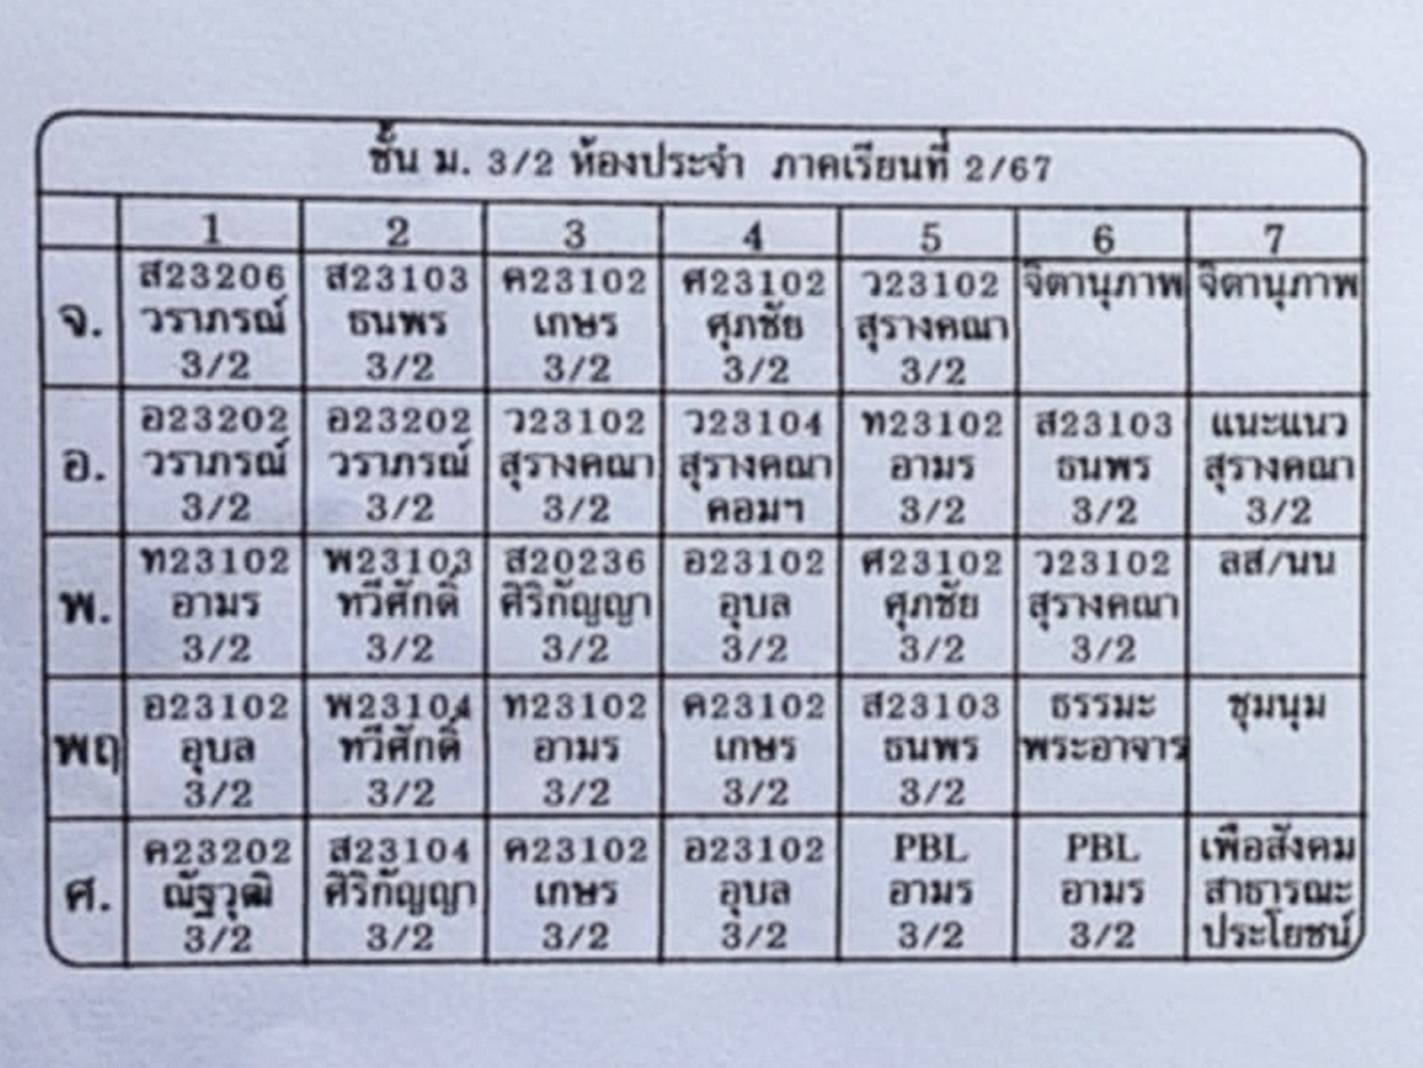 ชั้น ม. 3/2 ห้องประจำ ภาคเรียนที่ 2/67
1 2 3 4 5 6 7
จ.
ส23206 ส23103 ค23102 ศ23102 ว23102 จิตานุภาพ จิตานุภาพ
วราภรณ์ ธนพร เกษร ศุภชัย สุรางคณา
3/2 3/2 3/2 3/2 3/2
อ.
อ23202 อ23202 ว23102 ว23104 ท23102 ส23103 แนะแนว
วราภรณ์ วราภรณ์ สุรางคณา สุรางคณา อามร ธนพร สุรางคณา
3/2 3/2 3/2 คอมฯ 3/2 3/2 3/2
พ.
ท23102 พ23103 ส20236 อ23102 ศ23102 ว23102 ลส/นน
อามร ทวีศักดิ์ ศิริกัญญา อุบล ศุภชัย สุรางคณา
3/2 3/2 3/2 3/2 3/2 3/2
พฤ
อ23102 พ23104 ท23102 ค23102 ส23103 ธรรมะ ชุมนุม
อุบล ทวีศักดิ์ อามร เกษร ธนพร พระอาจาร
3/2 3/2 3/2 3/2 3/2
ศ.
ค23202 ส23104 ค23102 อ23102 PBL PBL เพื่อสังคม
ณัฐวุฒิ ศิริกัญญา เกษร อุบล อามร อามร สาธารณะ
3/2 3/2 3/2 3/2 3/2 3/2 ประโยชน์